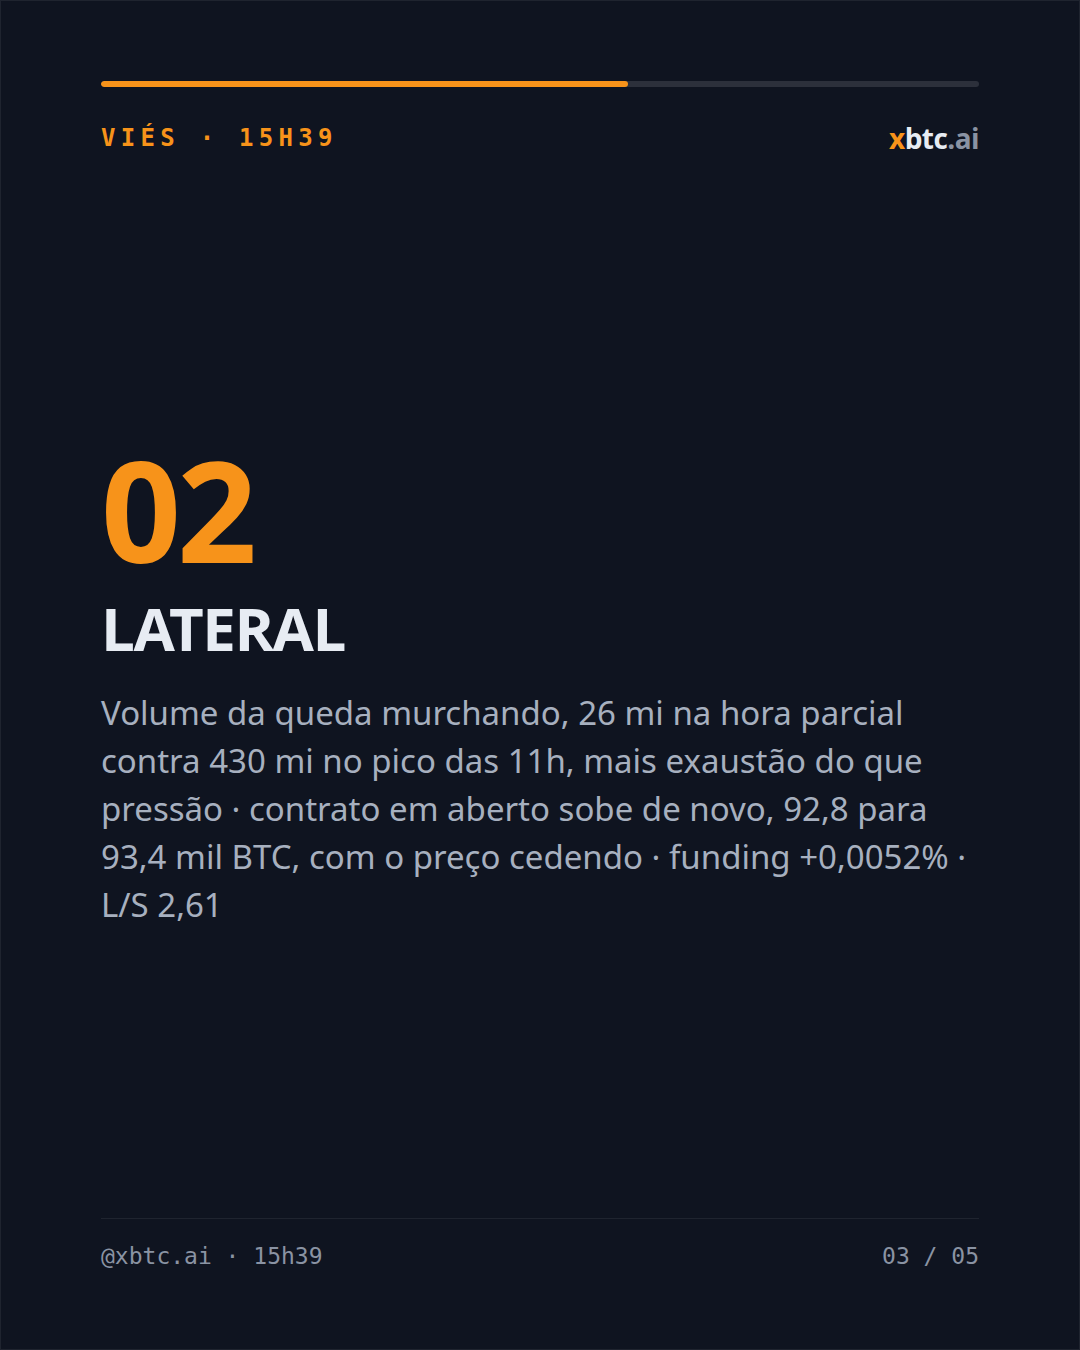 VIÉS · 15H39
xbtc.ai
02
LATERAL
Volume da queda murchando, 26 mi na hora parcial
contra 430 mi no pico das 11h, mais exaustão do que
pressão · contrato em aberto sobe de novo, 92,8 para
93,4 mil BTC, com o preço cedendo · funding +0,0052% ·
L/S 2,61
@xbtc.ai · 15h39
03 / 05